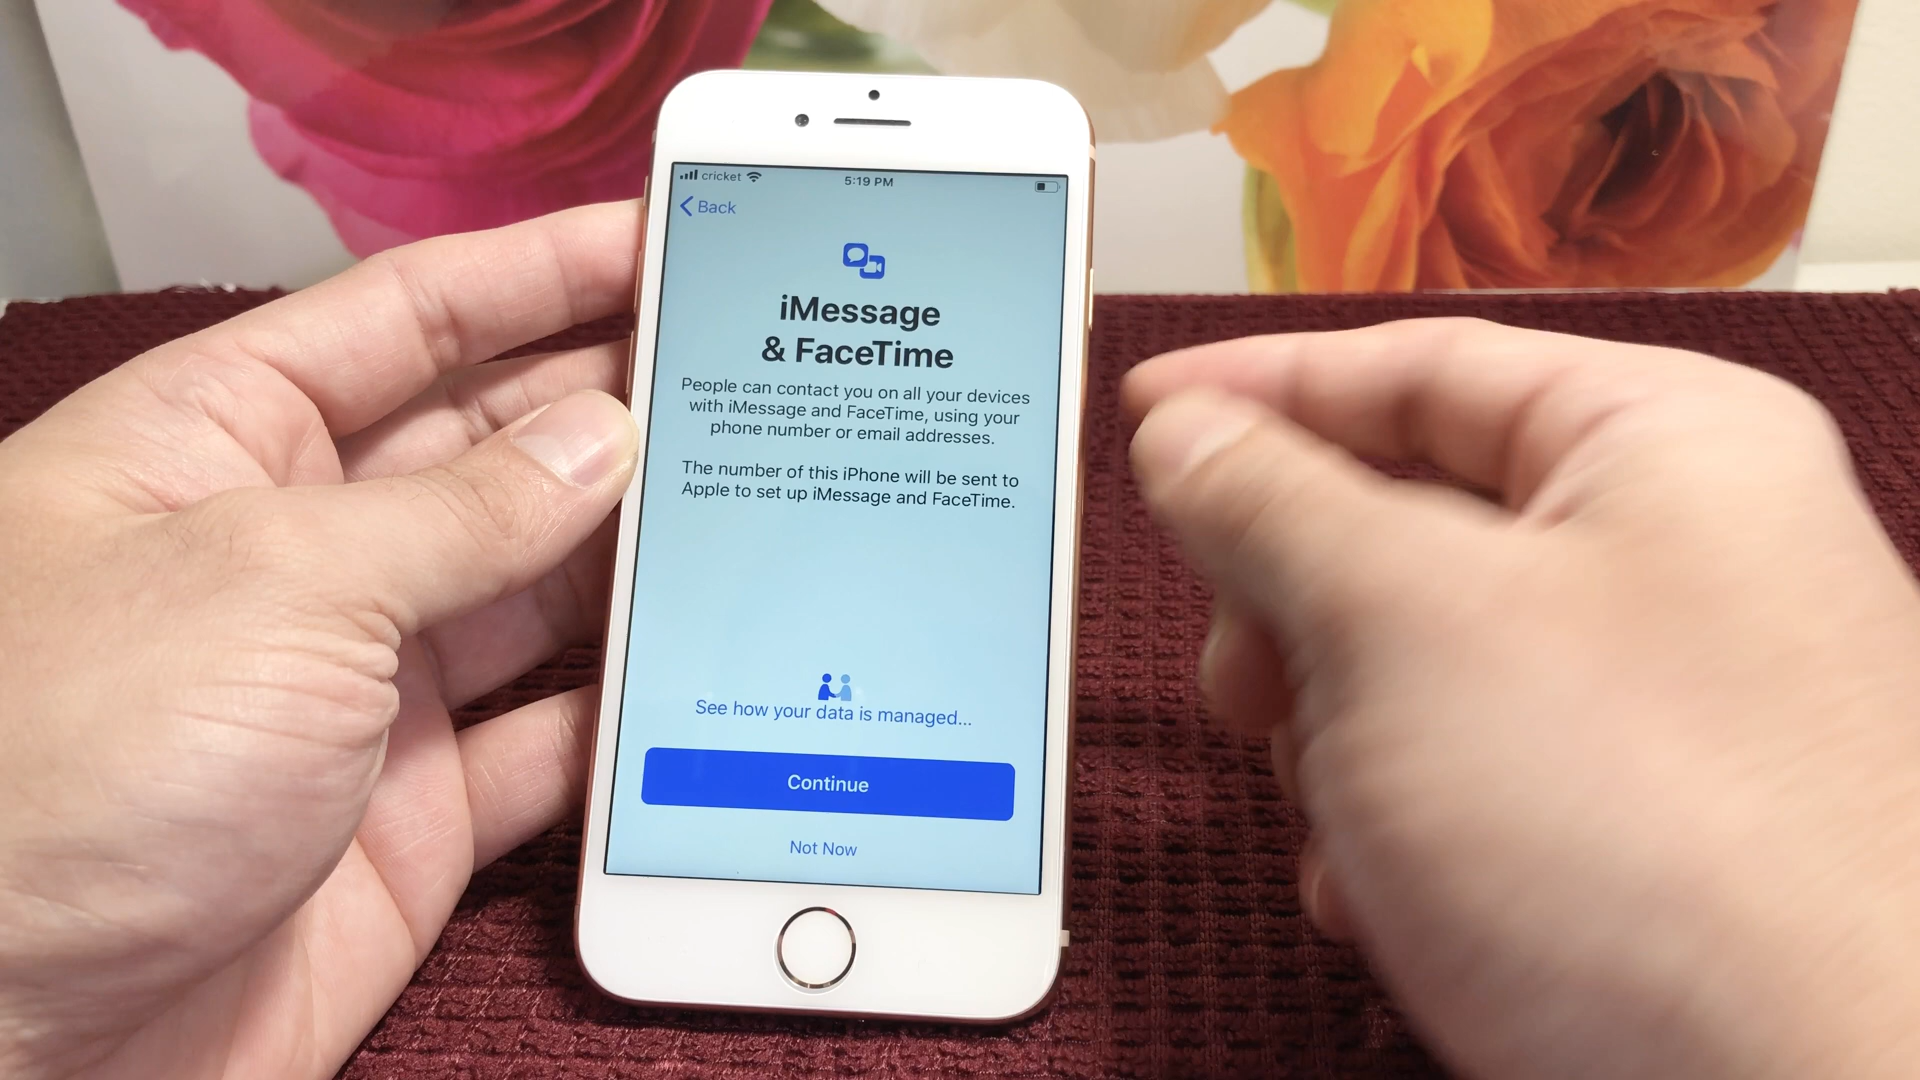 cricket
5:19 PM
Back
iMessage
& FaceTime
People can contact you on all your devices
with iMessage and FaceTime, using your
phone number or email addresses.
The number of this iPhone will be sent to
Apple to set up iMessage and FaceTime.
See how your data is managed...
Continue
Not Now